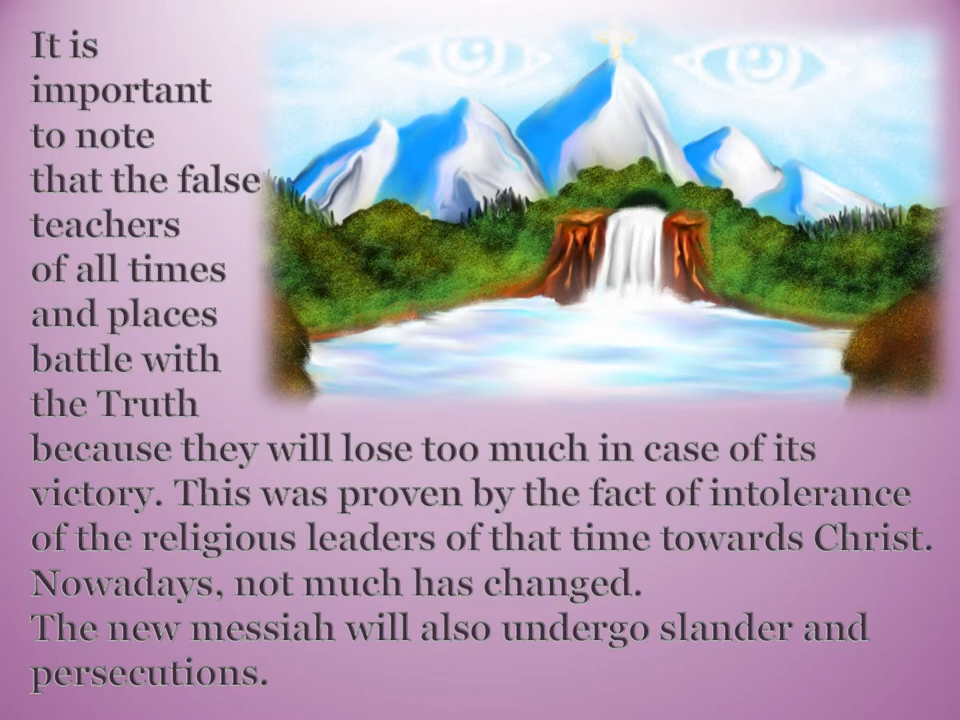 It is
important
to note
that the false
teachers
of all times
and places
battle with
the Truth
because they will lose too much in case of its
victory. This was proven by the fact of intolerance
of the religious leaders of that time towards Christ.
Nowadays, not much has changed.
The new messiah will also undergo slander and
persecutions.